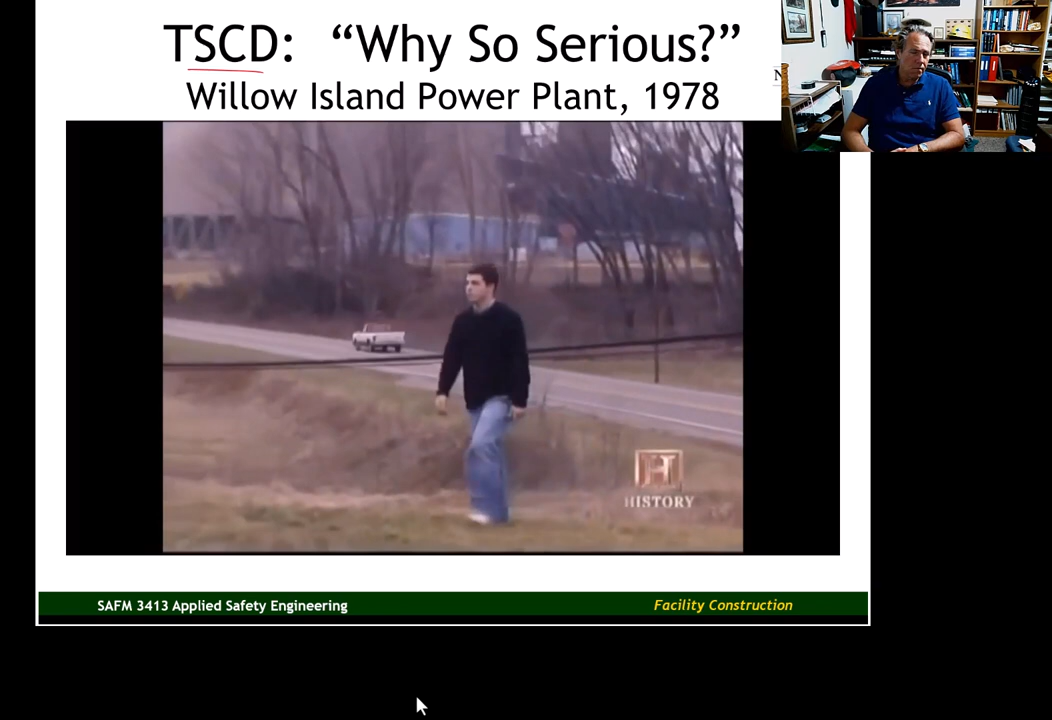 TSCD: “Why So Serious?”
Willow Island Power Plant, 1978
N
H
HISTORY
SAFM 3413 Applied Safety Engineering
Facility Construction